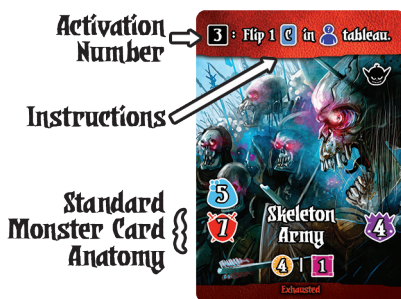 Activation
Number
3 : Flip 1 C in tableau.
Instructions
Standard
Monster Card
Anatomy
5
7
Skeleton
Army
4
4 | 1
Exhausted